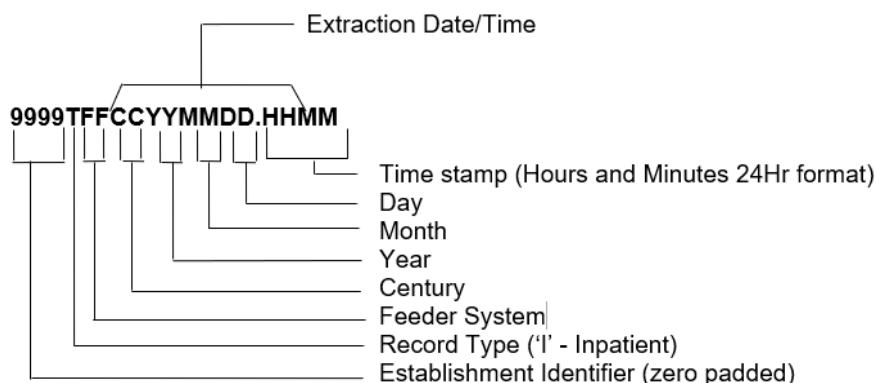 Extraction Date/Time
9999TFFCCYYMMDD.HHMM
Time stamp (Hours and Minutes 24Hr format)
Day
Month
Year
Century
Feeder System
Record Type (‘I’ - Inpatient)
Establishment Identifier (zero padded)